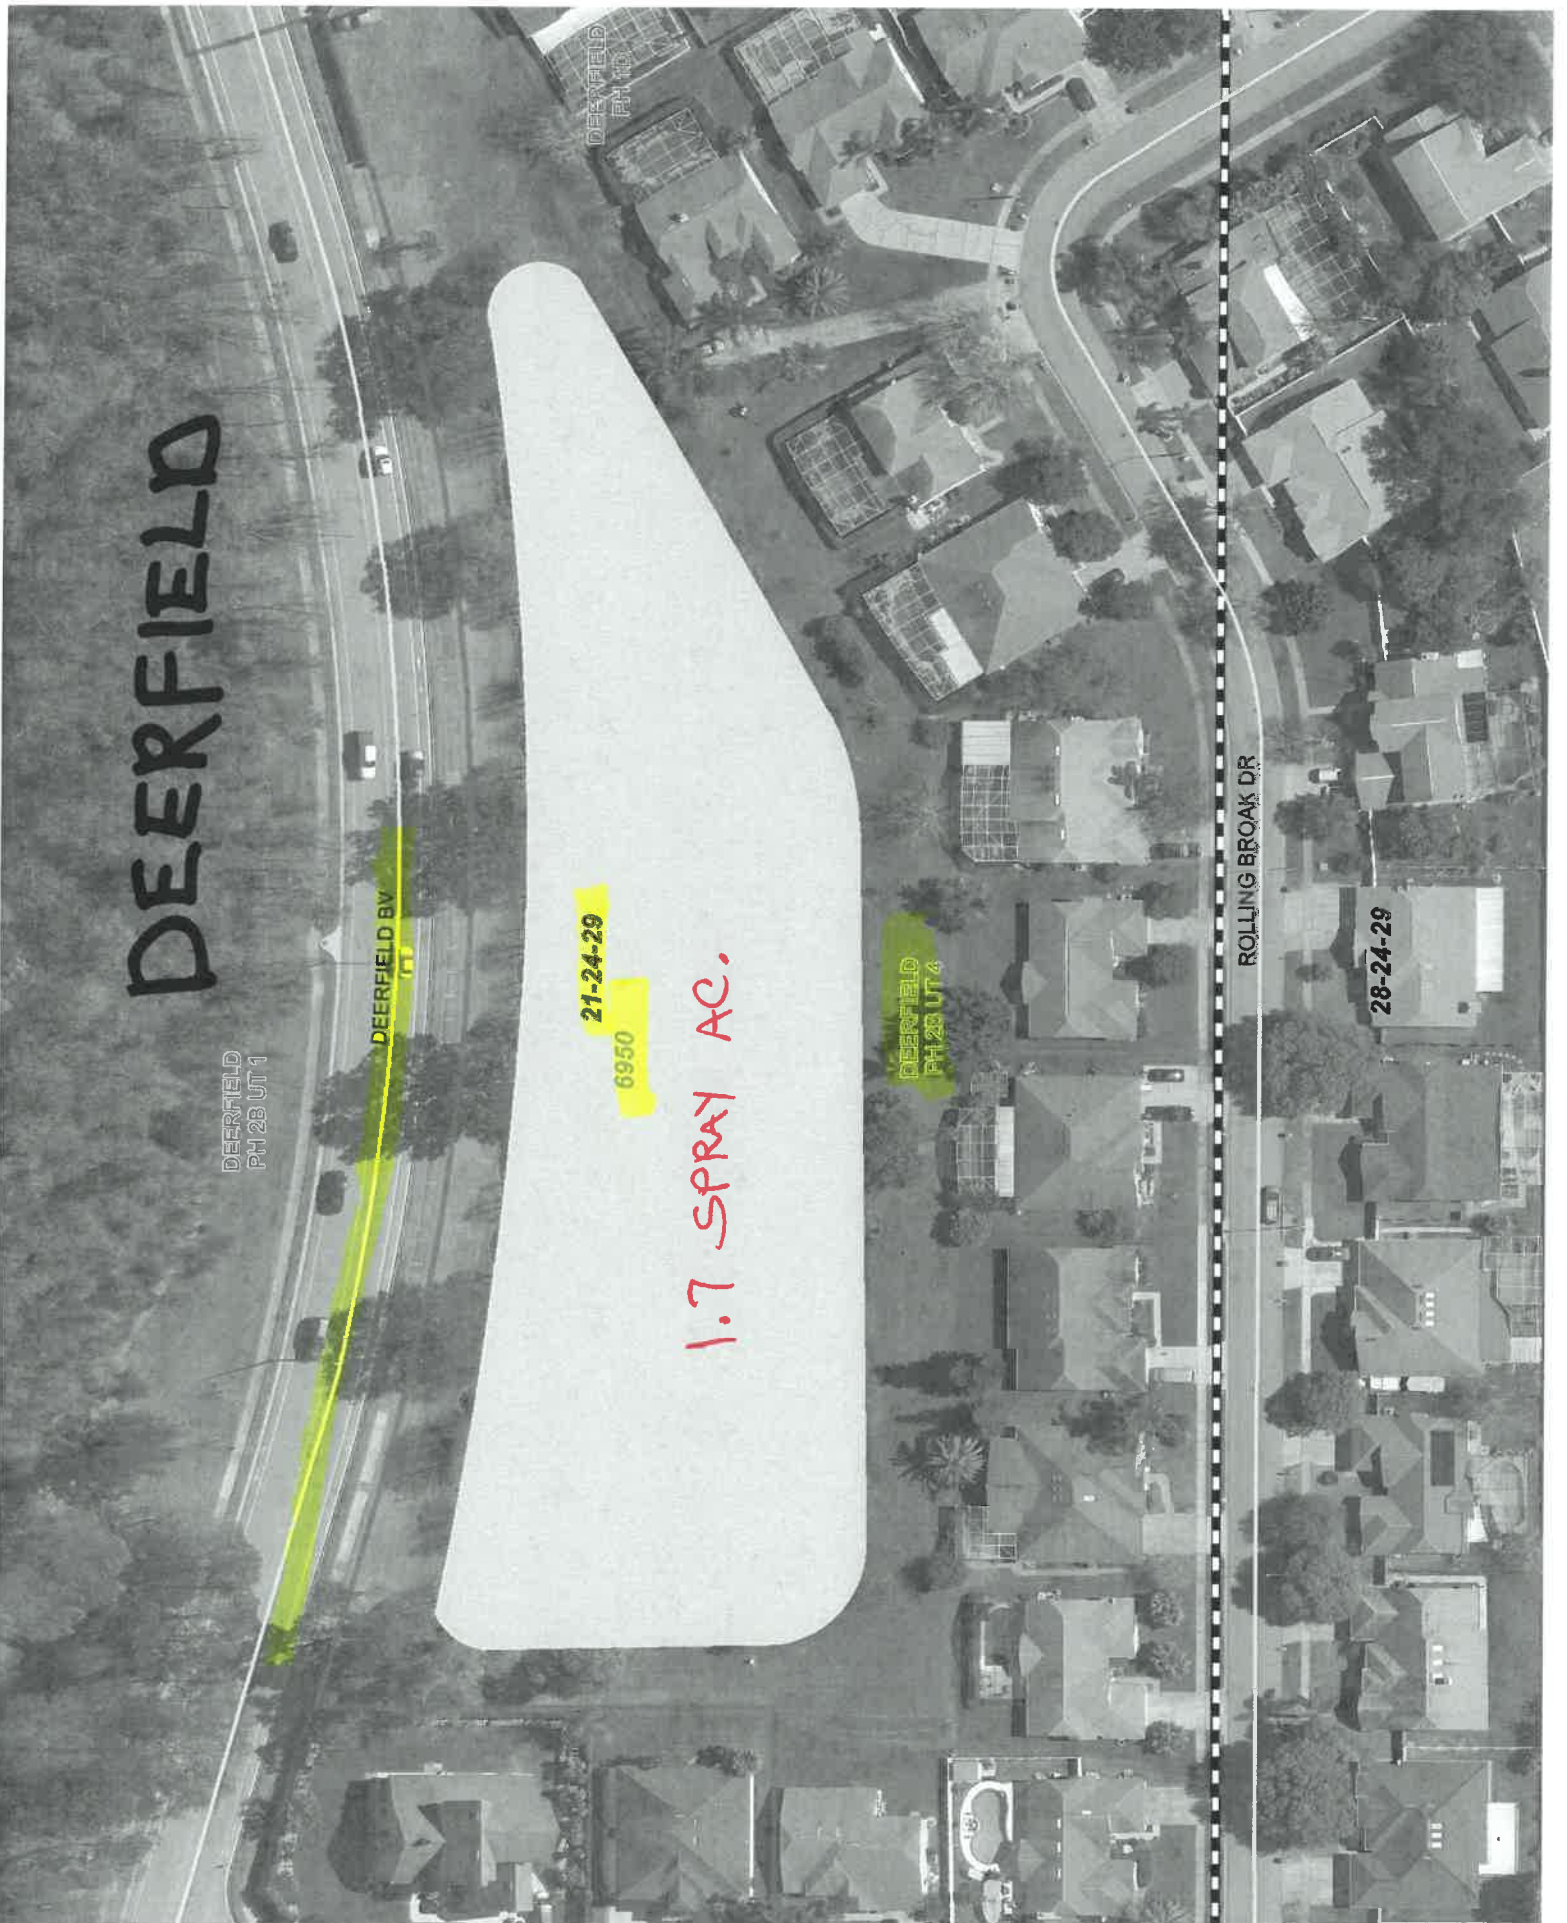 DEERFIELD
DEERFIELD
PH 2B UT 1
DEERFIELD BV
DEERFIELD
PH 1D
21-24-29
6950
1.7 SPRAY AC.
DEERFIELD
PH 2B UT 4
ROLLING BROAK DR
28-24-29